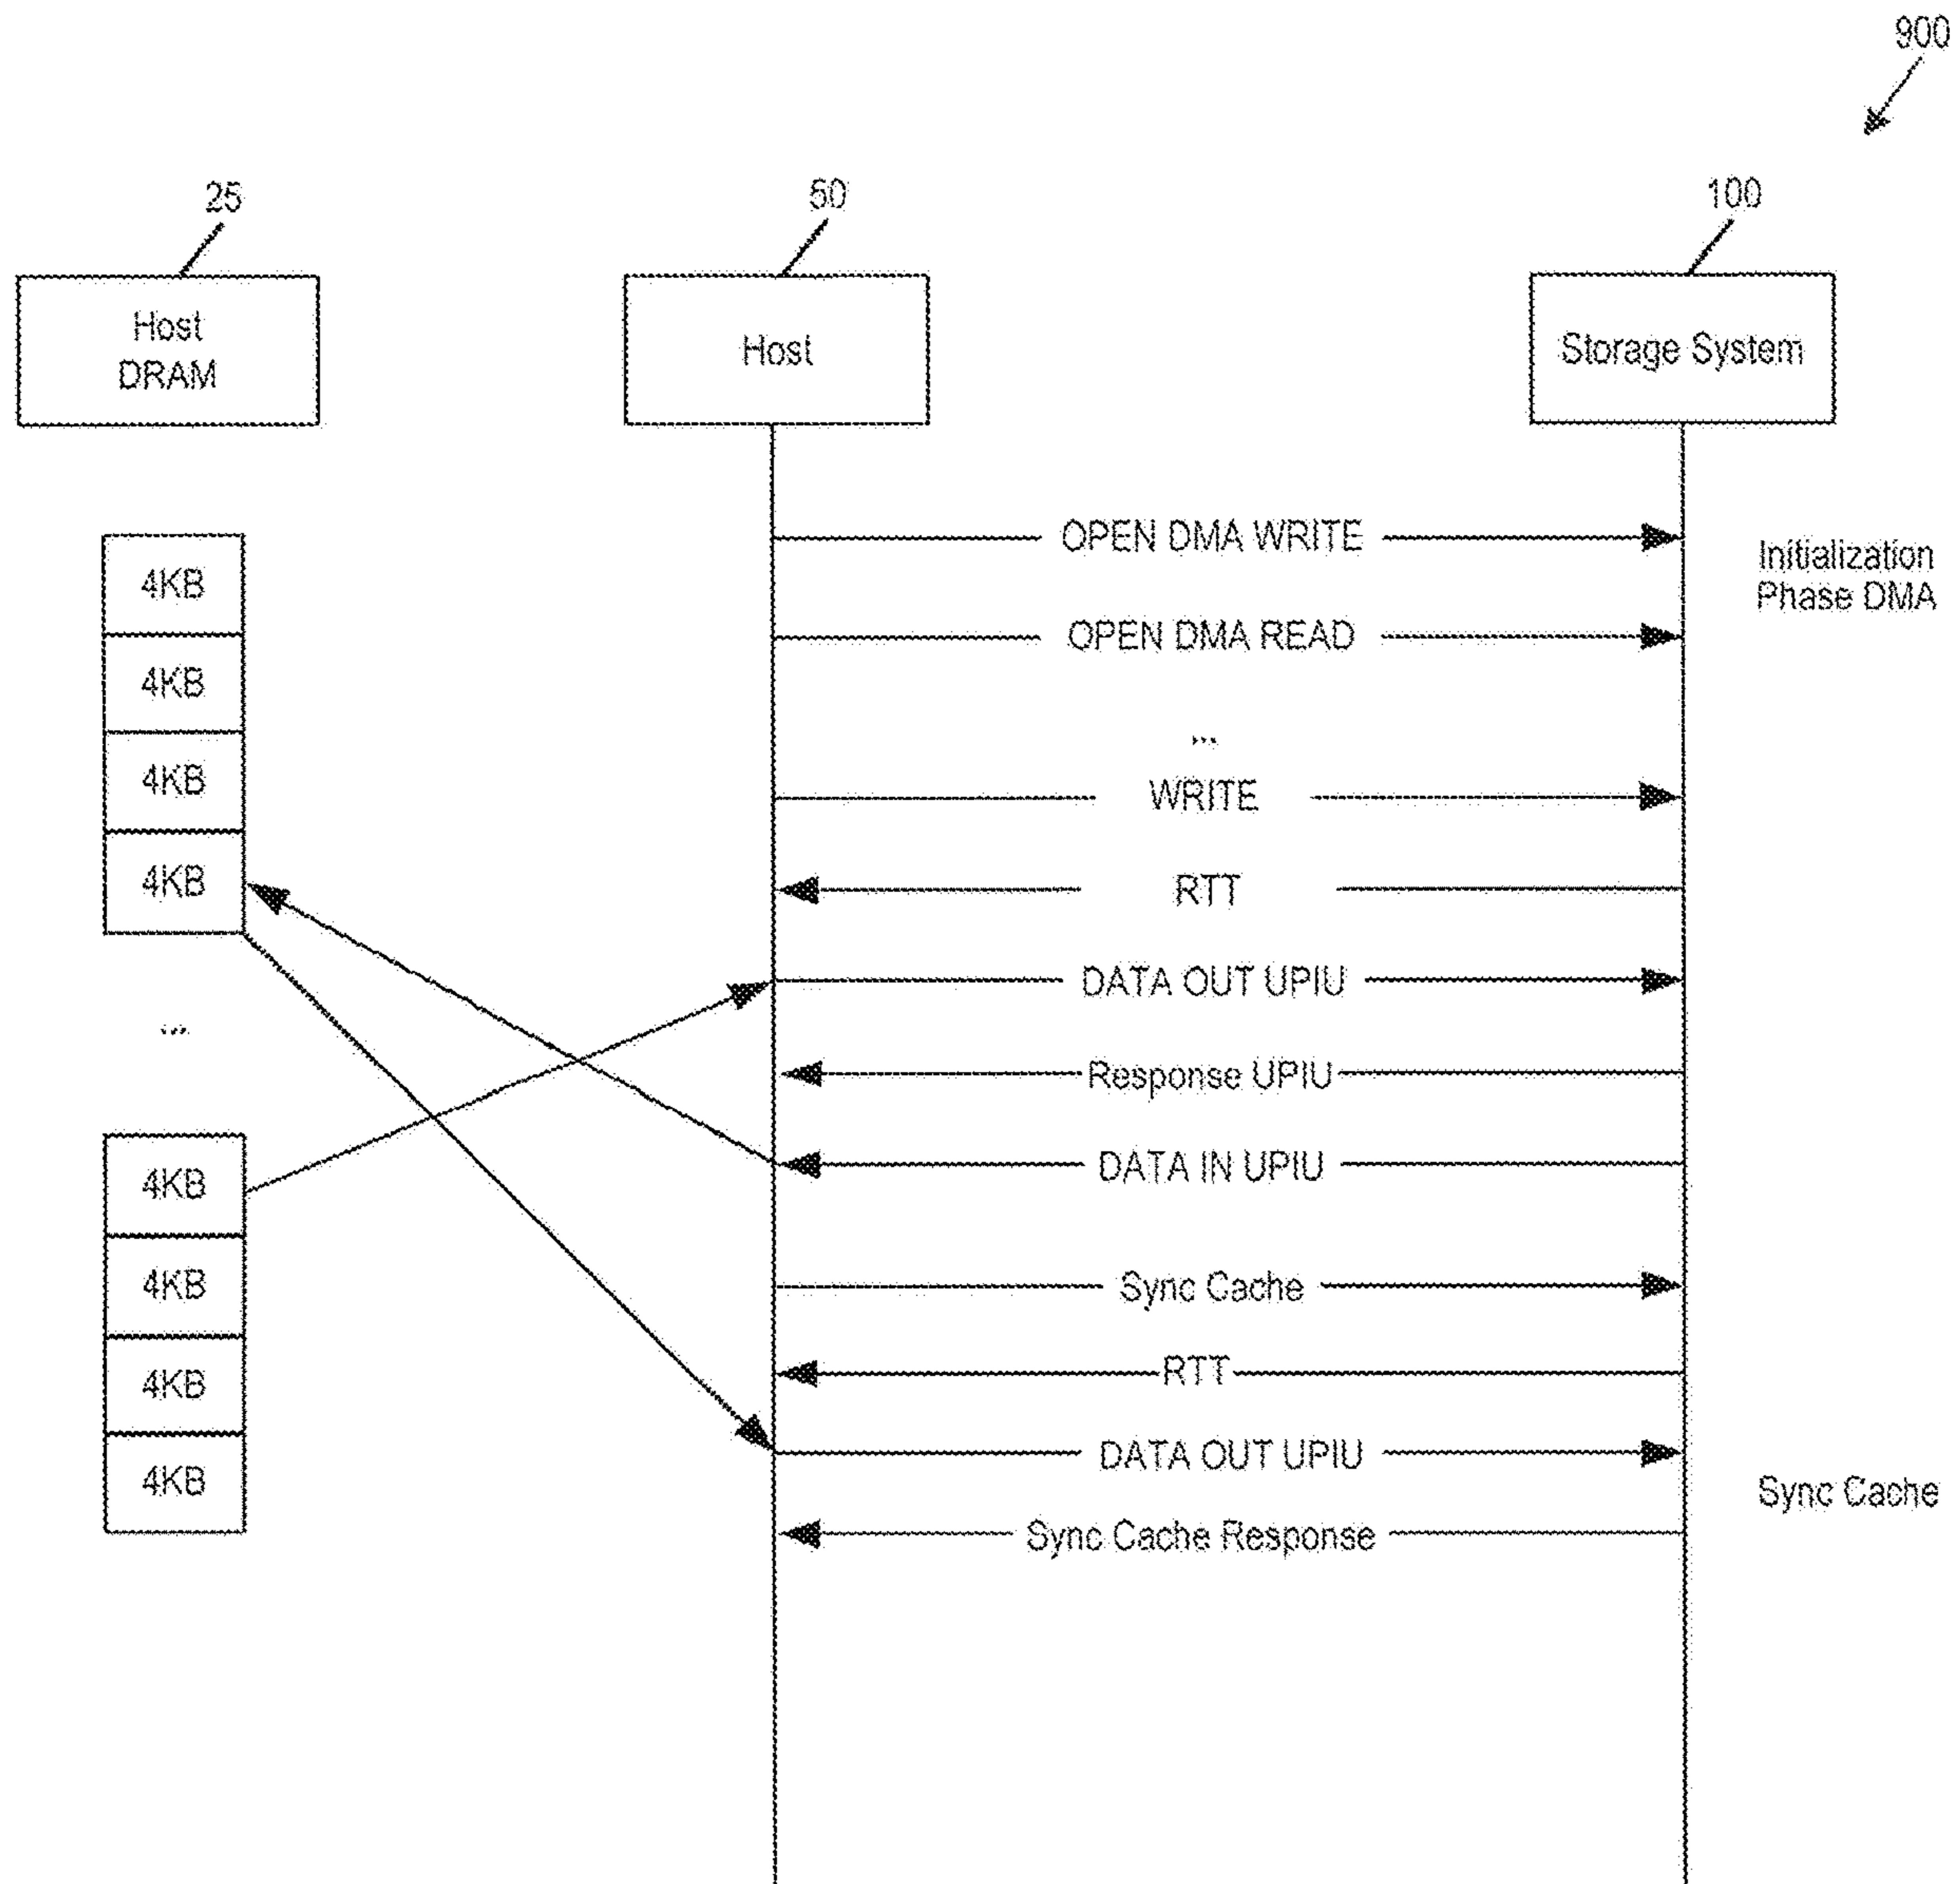 900
25
50
100
Host
DRAM
Host
Storage System
OPEN DMA WRITE
Initialization
Phase DMA
4KB
OPEN DMA READ
4KB
...
4KB
WRITE
4KB
RTT
DATA OUT UPIU
...
Response UPIU
DATA IN UPIU
4KB
Sync Cache
4KB
RTT
4KB
DATA OUT UPIU
4KB
Sync Cache
Sync Cache Response